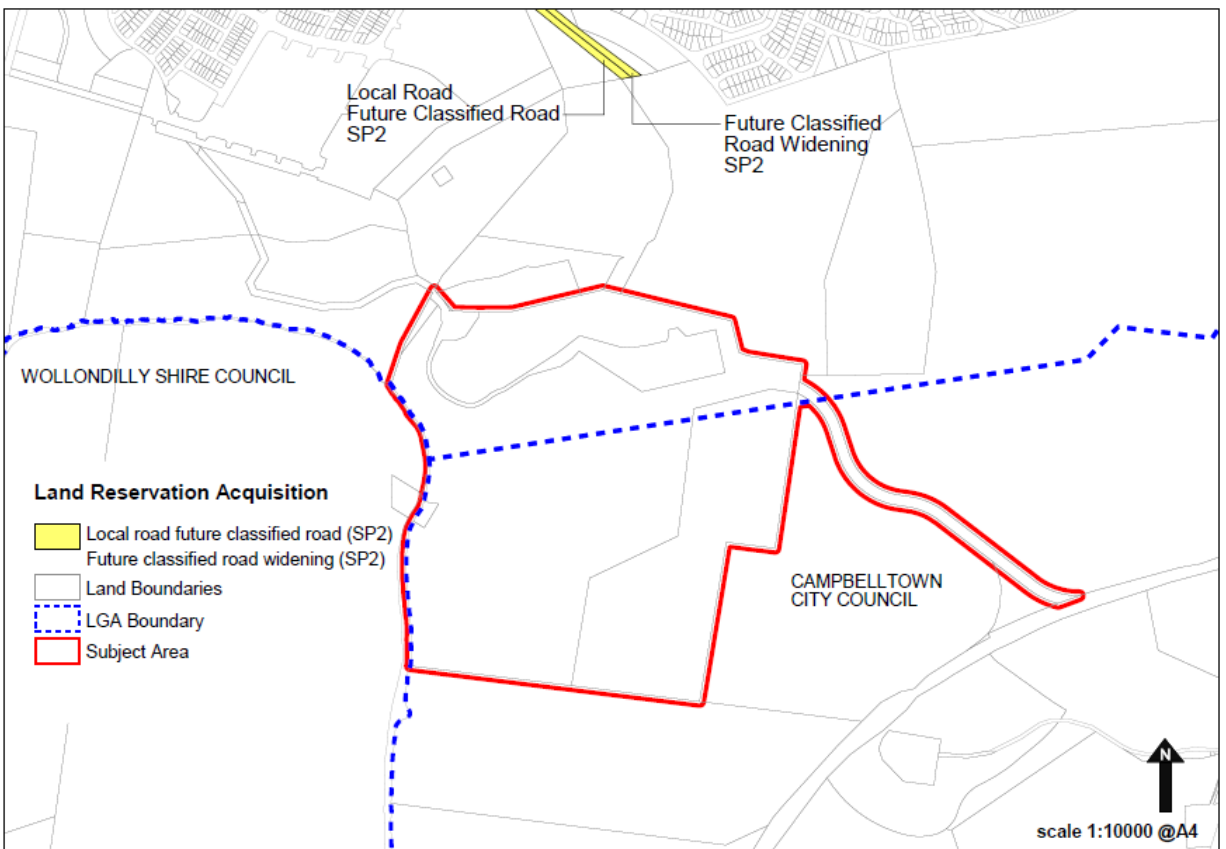 Local Road
Future Classified Road
SP2
Future Classified
Road Widening
SP2
WOLLONDILLY SHIRE COUNCIL
Land Reservation Acquisition
Local road future classified road (SP2)
Future classified road widening (SP2)
Land Boundaries
LGA Boundary
Subject Area
CAMPBELLTOWN
CITY COUNCIL
N
scale 1:10000 @A4